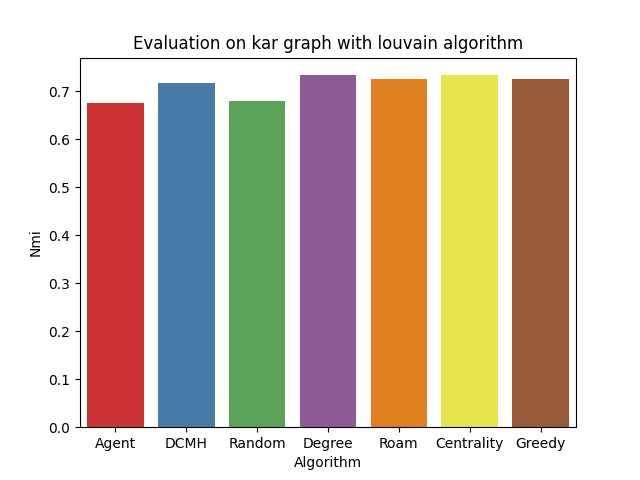 Evaluation on kar graph with louvain algorithm
0.7
0.6
0.5
0.4
0.3
0.2
0.1
0.0
Nmi
Agent DCMH Random Degree Roam Centrality Greedy
Algorithm